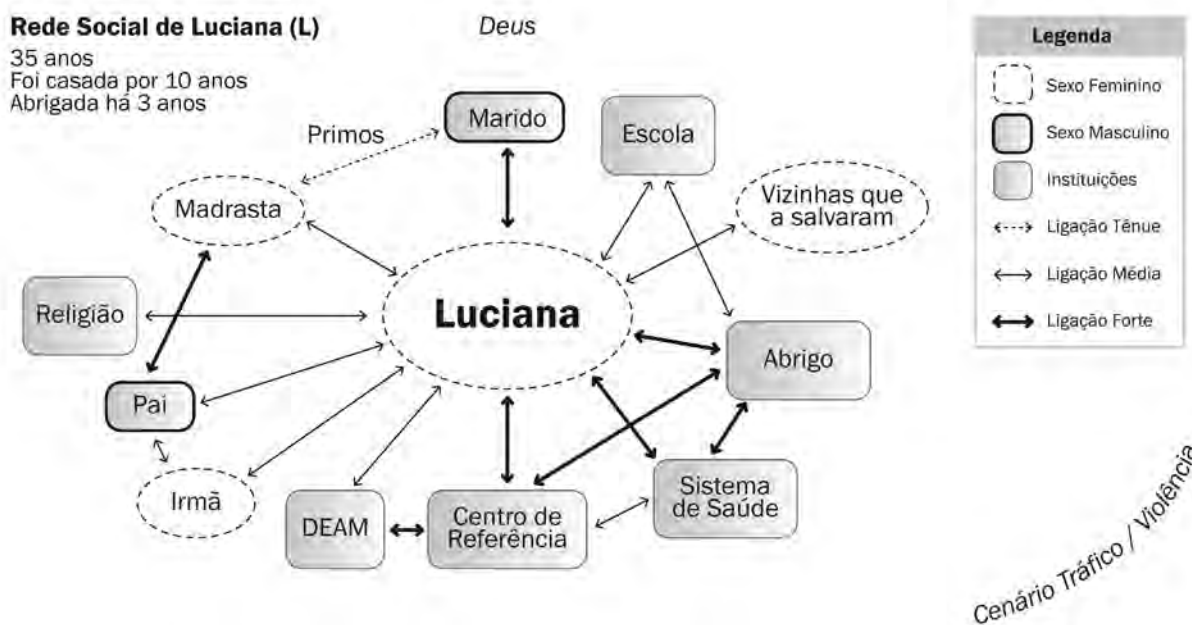 Rede Social de Luciana (L)
35 anos
Foi casada por 10 anos
Abrigada há 3 anos
Deus
Primos
Marido
Escola
Madrasta
Vizinhas que
a salvaram
Religião
Luciana
Abrigo
Pai
Irmã
DEAM
Centro de
Referência
Sistema
de Saúde
Cenário Tráfico / Violência
Legenda
Sexo Feminino
Sexo Masculino
Instituições
Ligação Tênue
Ligação Média
Ligação Forte